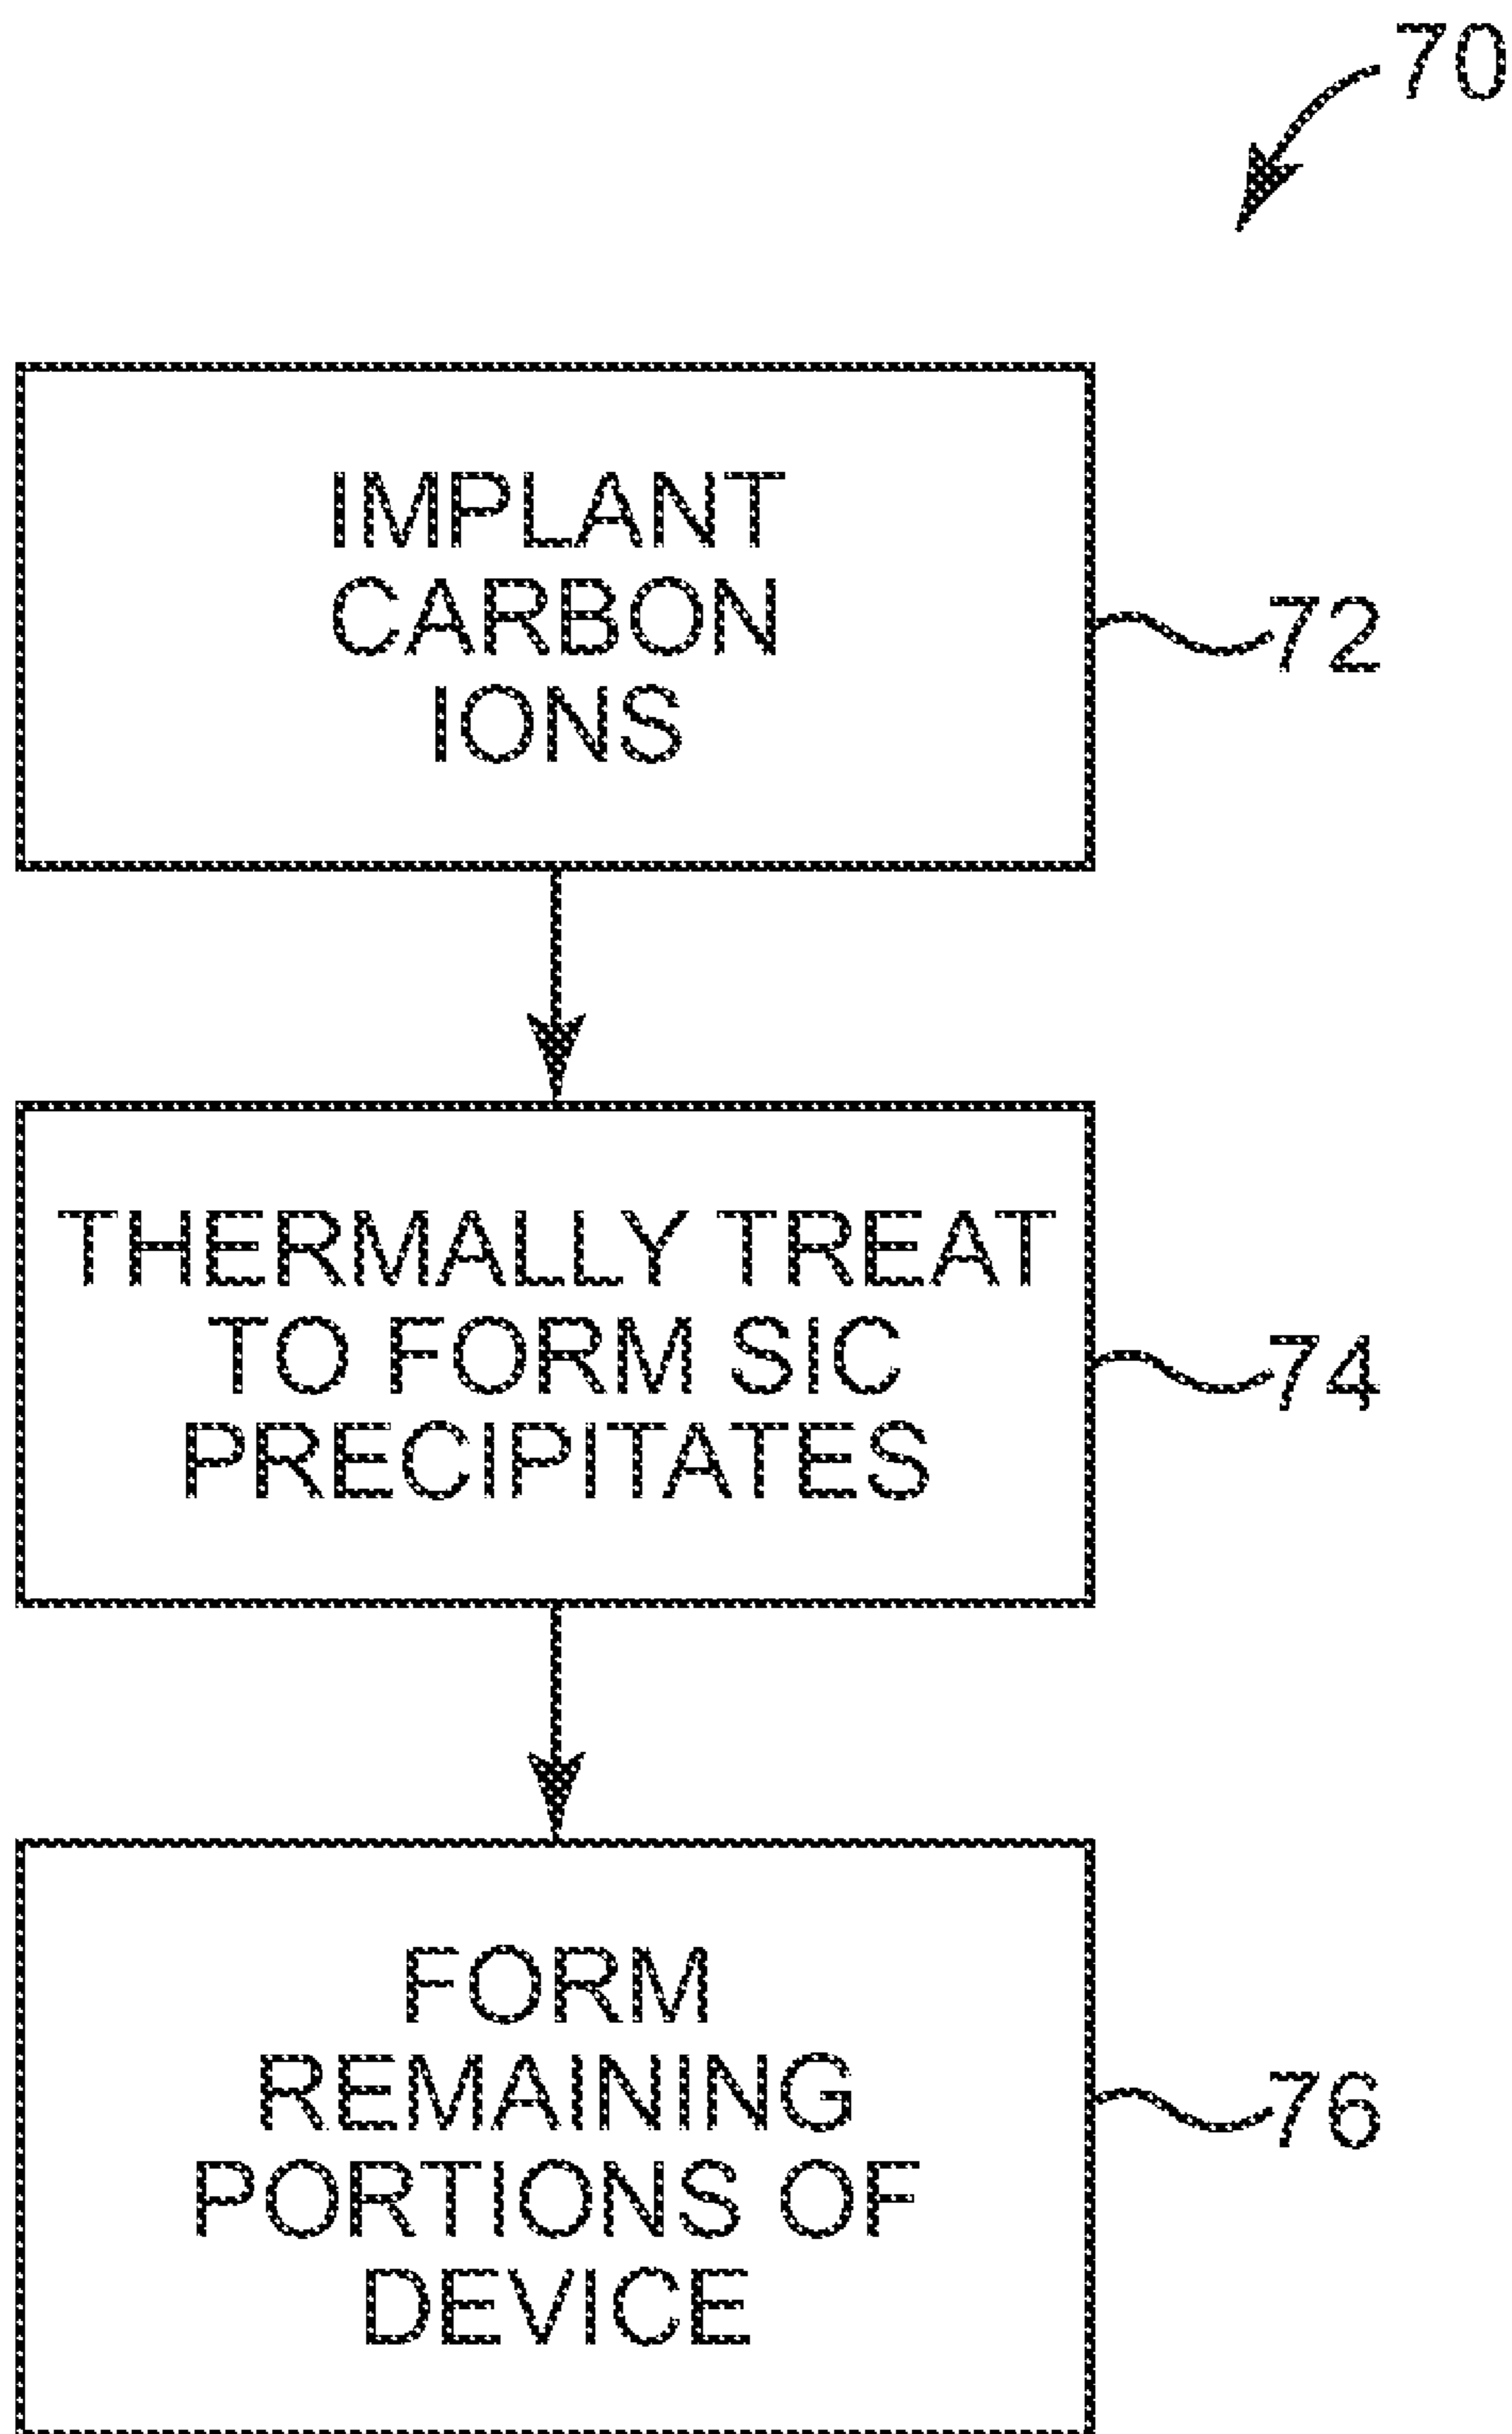 70
IMPLANT
CARBON
IONS
72
THERMALLY TREAT
TO FORM SIC
PRECIPITATES
74
FORM
REMAINING
PORTIONS OF
DEVICE
76